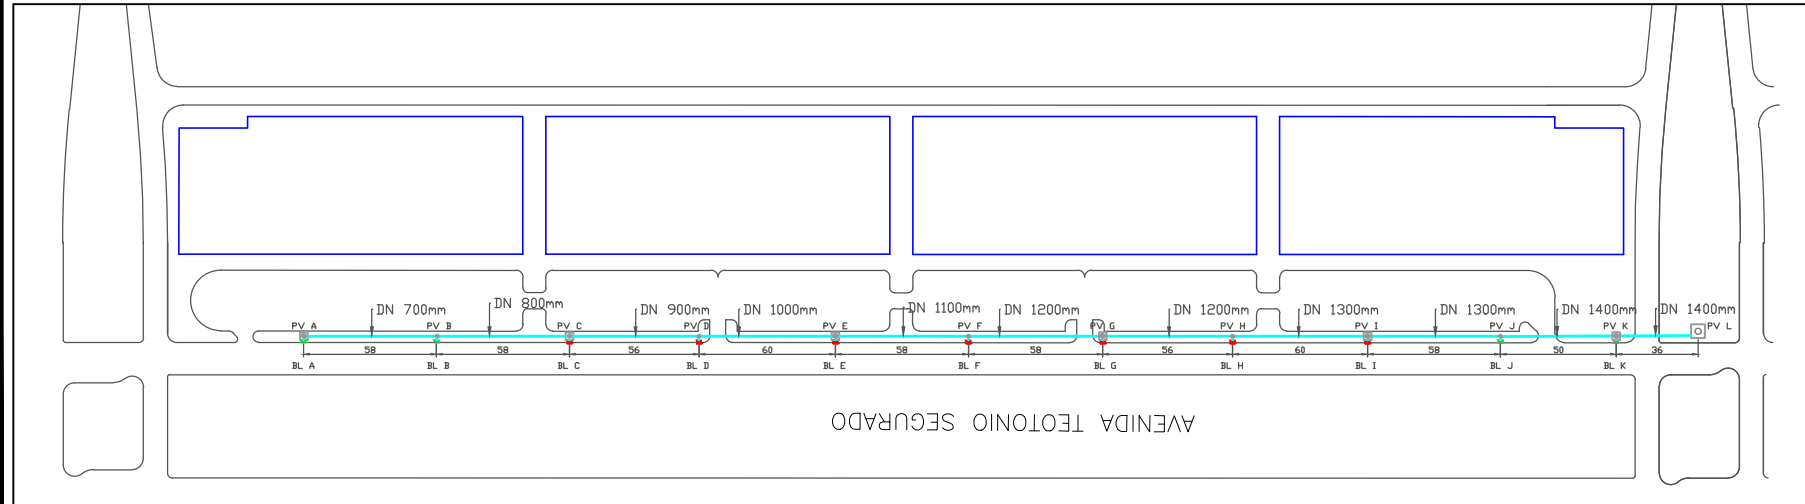 DN 700mm
DN 800mm
DN 900mm
DN 1000mm
DN 1100mm
DN 1200mm
DN 1200mm
DN 1300mm
DN 1300mm
DN 1400mm
DN 1400mm
PV A
PV B
PV C
PV D
PV E
PV F
PV G
PV H
PV I
PV J
PV K
PV L
58
58
56
60
58
58
56
60
58
50
36
BL A
BL B
BL C
BL D
BL E
BL F
BL G
BL H
BL I
BL J
BL K
AVENIDA TEOTONIO SEGURADO